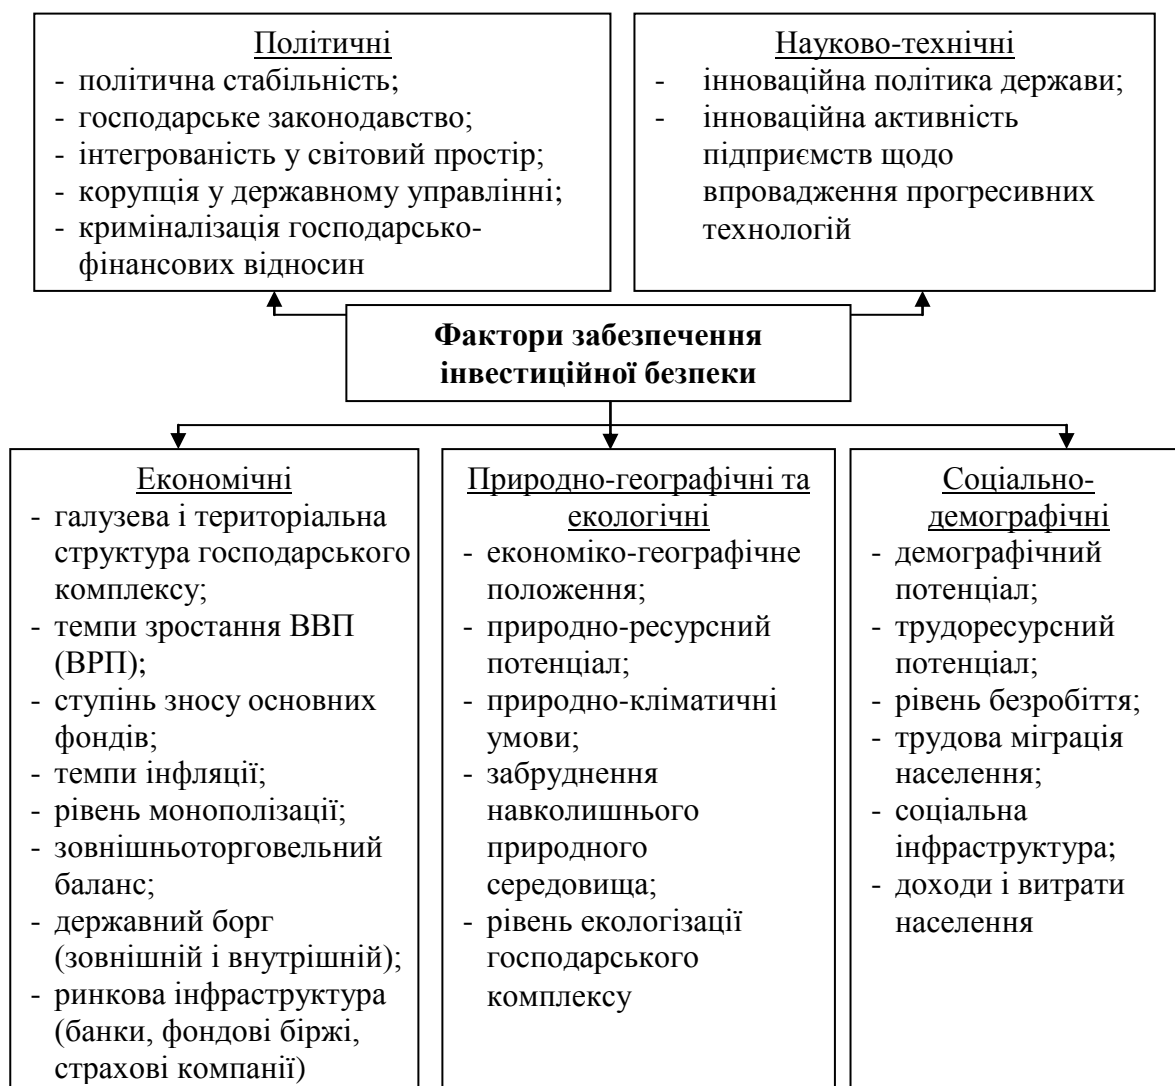 Політичні
- політична стабільність;
- господарське законодавство;
- інтегрованість у світовий простір;
- корупція у державному управлінні;
- криміналізація господарсько-
фінансових відносин
Науково-технічні
- інноваційна політика держави;
- інноваційна активність
підприємств щодо
впровадження прогресивних
технологій
Фактори забезпечення
інвестиційної безпеки
Економічні
- галузева і територіальна
структура господарського
комплексу;
- темпи зростання ВВП
(ВРП);
- ступінь зносу основних
фондів;
- темпи інфляції;
- рівень монополізації;
- зовнішньоторговельний
баланс;
- державний борг
(зовнішній і внутрішній);
- ринкова інфраструктура
(банки, фондові біржі,
страхові компанії)
Природно-географічні та
екологічні
- економіко-географічне
положення;
- природно-ресурсний
потенціал;
- природно-кліматичні
умови;
- забруднення
навколишнього
природного
середовища;
- рівень екологізації
господарського
комплексу
Соціально-
демографічні
- демографічний
потенціал;
- трудоресурсний
потенціал;
- рівень безробіття;
- трудова міграція
населення;
- соціальна
інфраструктура;
- доходи і витрати
населення